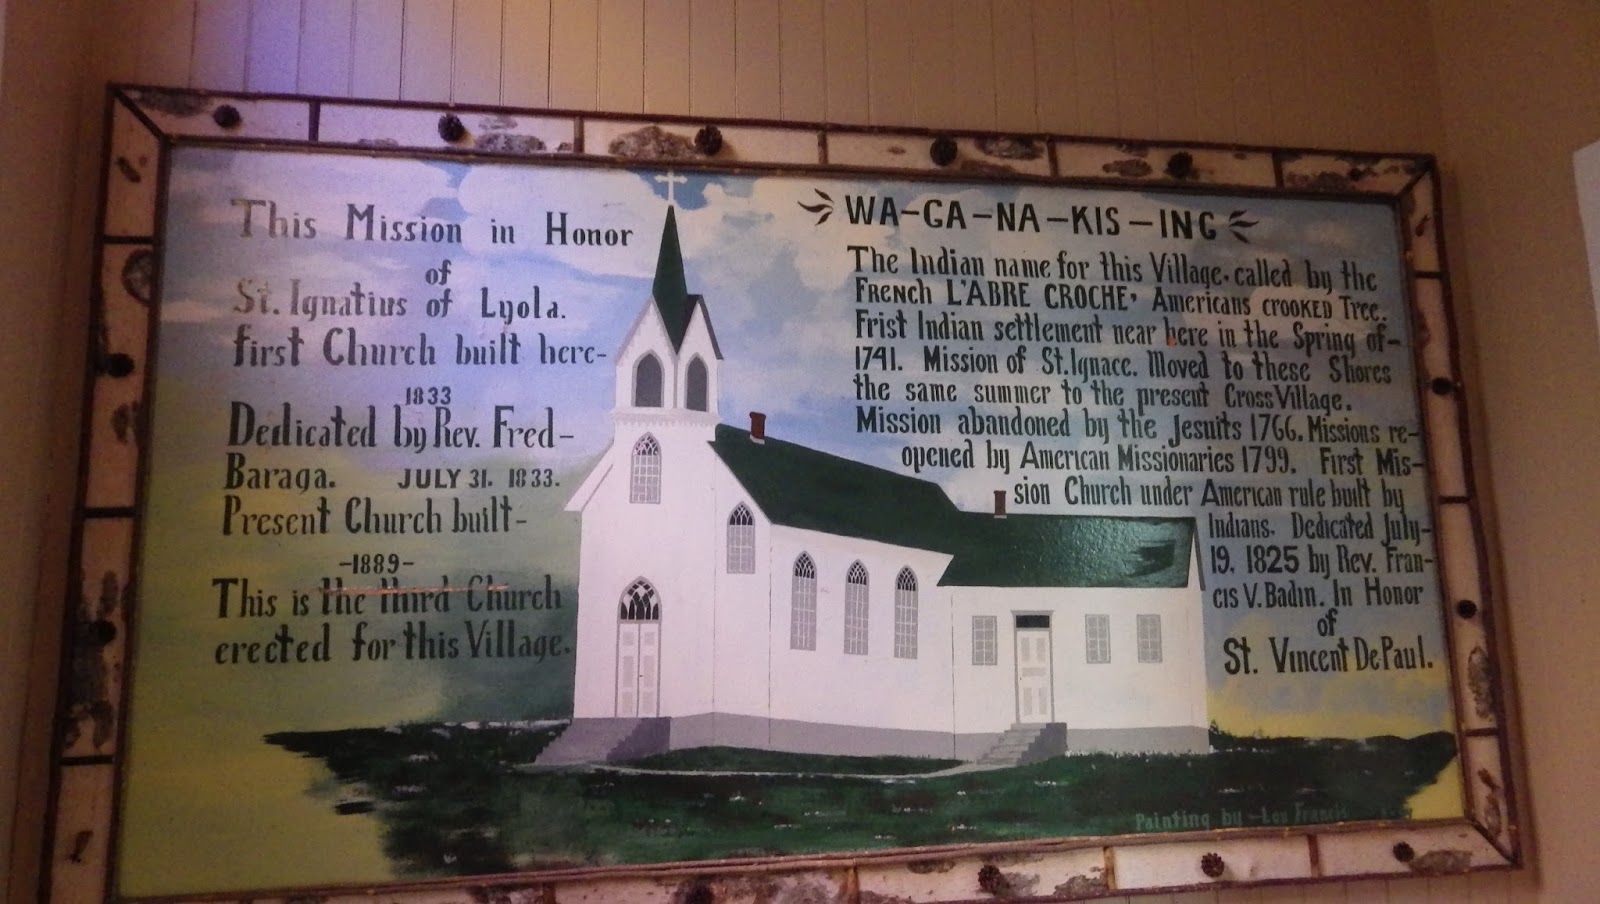 This Mission in Honor
of
St. Ignatius of Lyola.
first Church built here-
1833
Dedicated by Rev. Fred-
Baraga. JULY 31. 1833.
Present Church built-
-1889-
This is the third Church
erected for this Village.
WA-GA-NA-KIS-ING
The Indian name for this Village. called by the
French L'ABRE CROCHE' Americans CROOKED Tree.
Frist Indian settlement near here in the Spring of-
1741. Mission of St. Ignace. Moved to these Shores
the same summer to the present Cross Village.
Mission abandoned by the Jesuits 1766. Missions re-
opened by American Missionaries 1799. First Mis-
sion Church under American rule built by
Indians. Dedicated July-
19. 1825 by Rev. Fran-
cis V. Badin. In Honor
of
St. Vincent De Paul.
Painting by Lou Francis